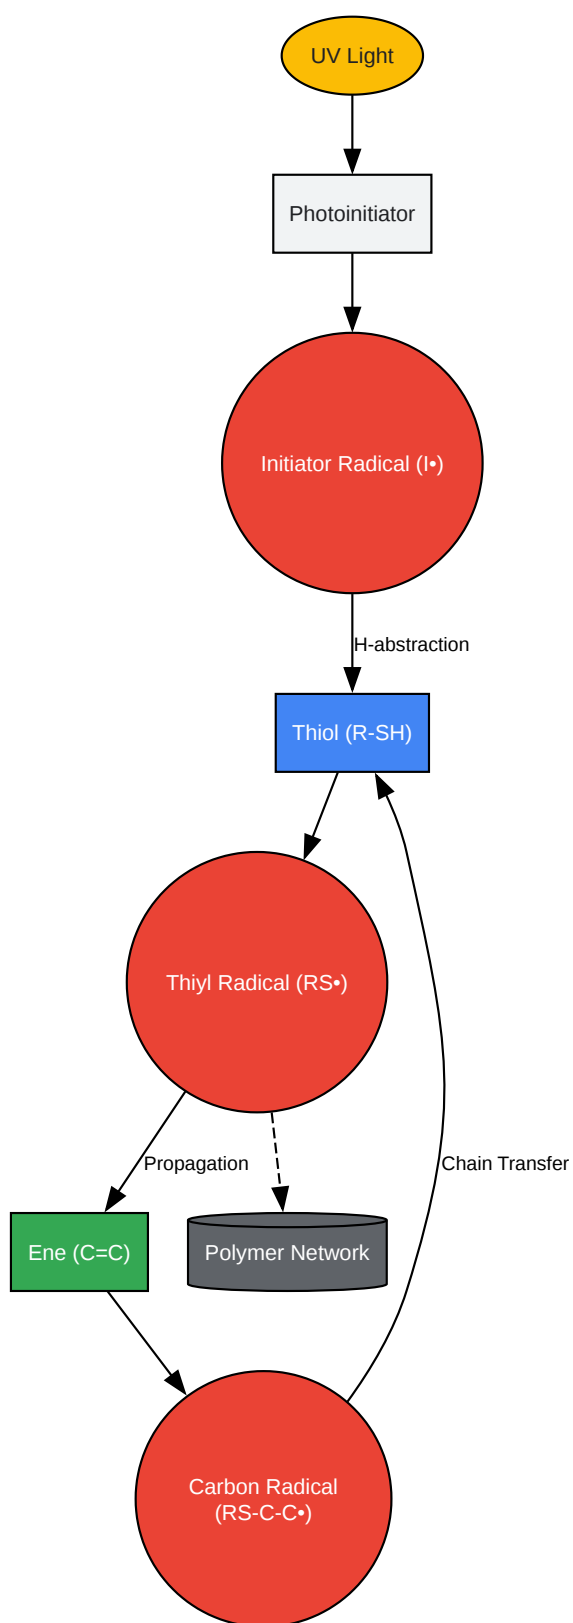 UV Light
Photoinitiator
Initiator Radical (I•)
H-abstraction
Thiol (R-SH)
Thiyl Radical (RS•)
Propagation
Chain Transfer
Ene (C=C)
Polymer Network
Carbon Radical
(RS-C-C•)